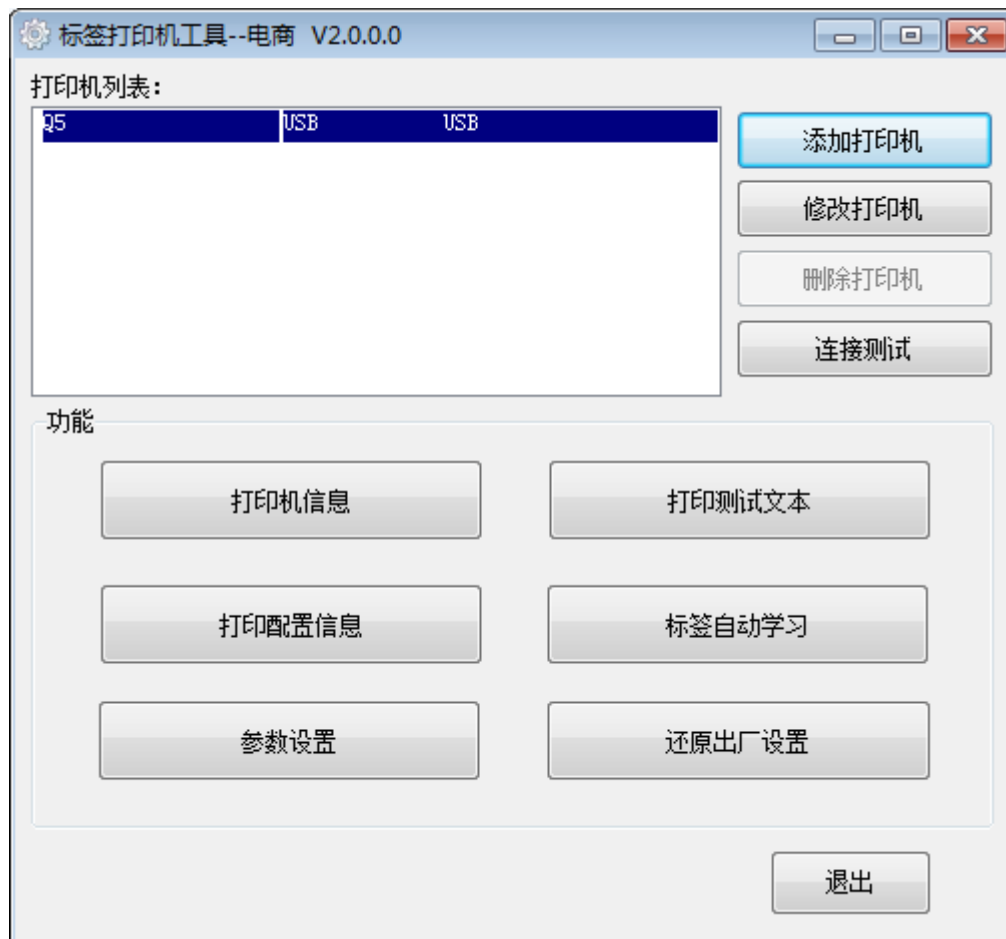 标签打印机工具--电商 V2.0.0.0
打印机列表:
Q5 USB USB
添加打印机
修改打印机
删除打印机
连接测试
功能
打印机信息 打印测试文本
打印配置信息 标签自动学习
参数设置 还原出厂设置
退出